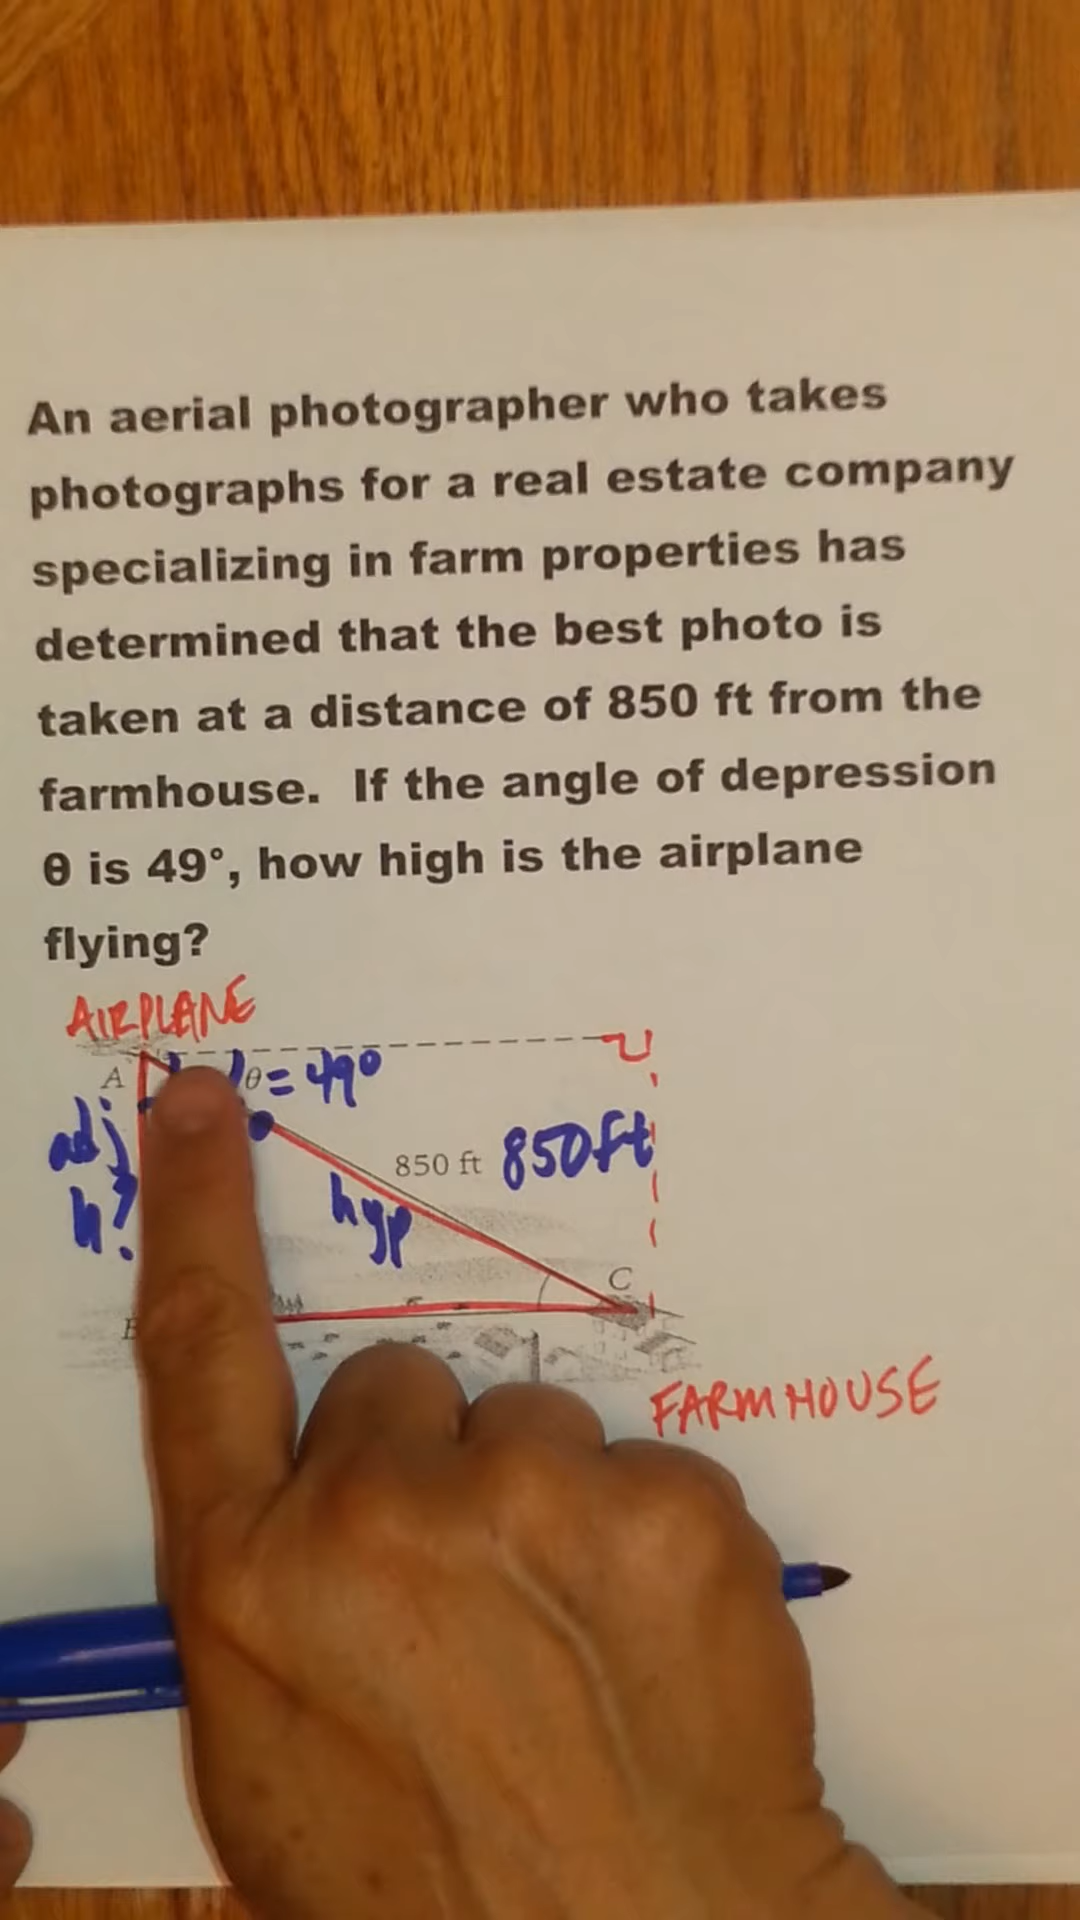 An aerial photographer who takes
photographs for a real estate company
specializing in farm properties has
determined that the best photo is
taken at a distance of 850 ft from the
farmhouse. If the angle of depression
θ is 49°, how high is the airplane
flying?
AIRPLANE
A
θ = 49°
adj
h?
850 ft 850ft
hyp
C
FARMHOUSE